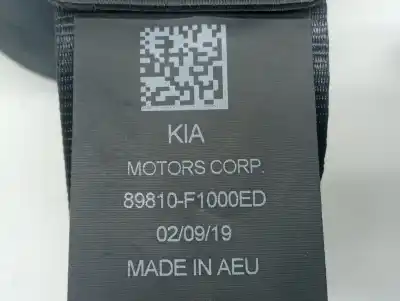 KIA
MOTORS CORP.
89810-F1000ED
02/09/19
MADE IN AEU